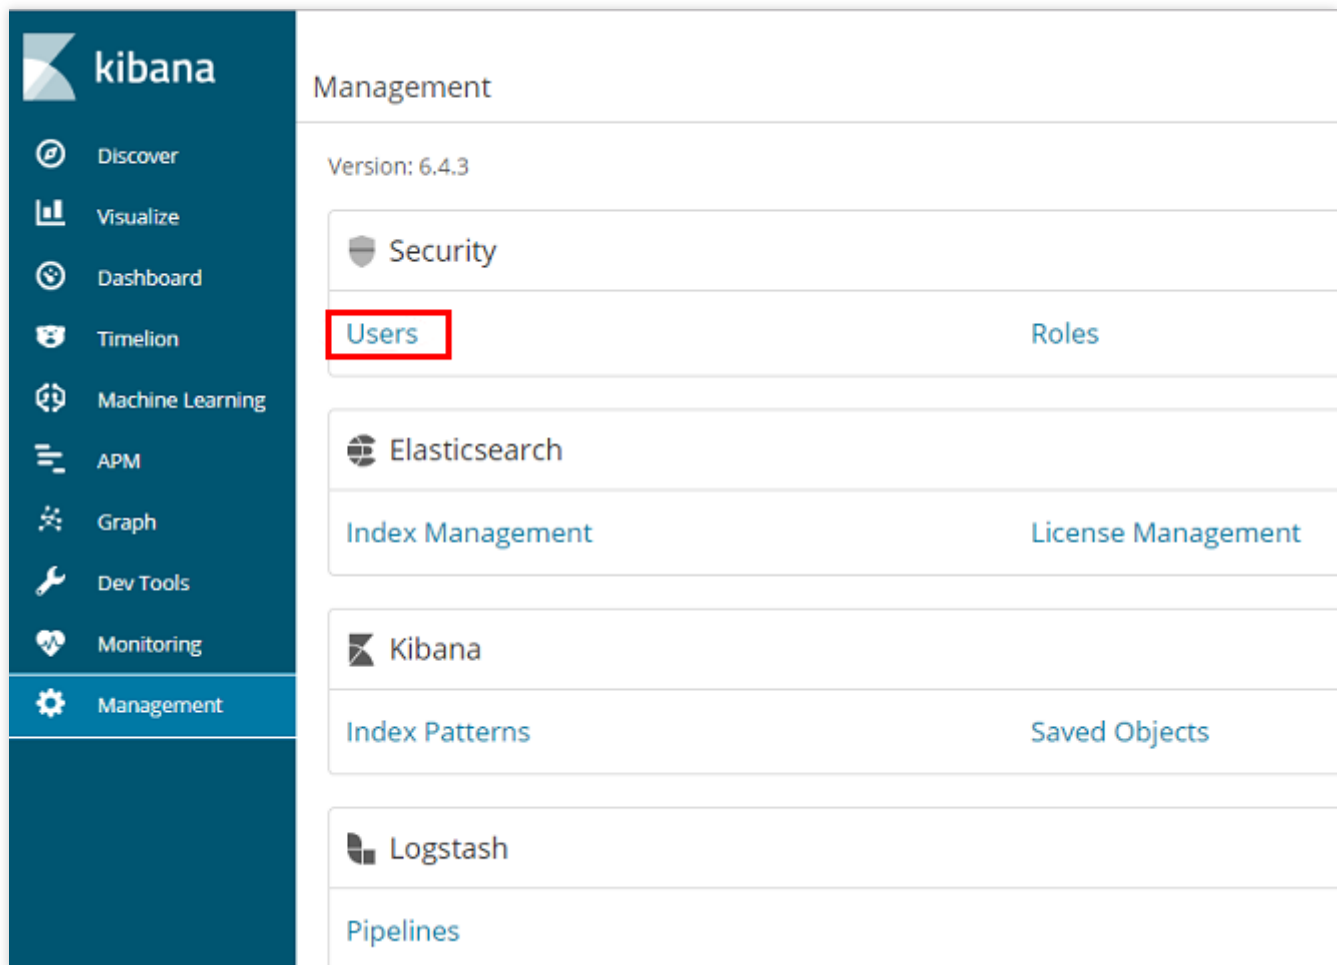 kibana
Discover
Visualize
Dashboard
Timelion
Machine Learning
APM
Graph
Dev Tools
Monitoring
Management
Management
Version: 6.4.3
Security
Users Roles
Elasticsearch
Index Management License Management
Kibana
Index Patterns Saved Objects
Logstash
Pipelines